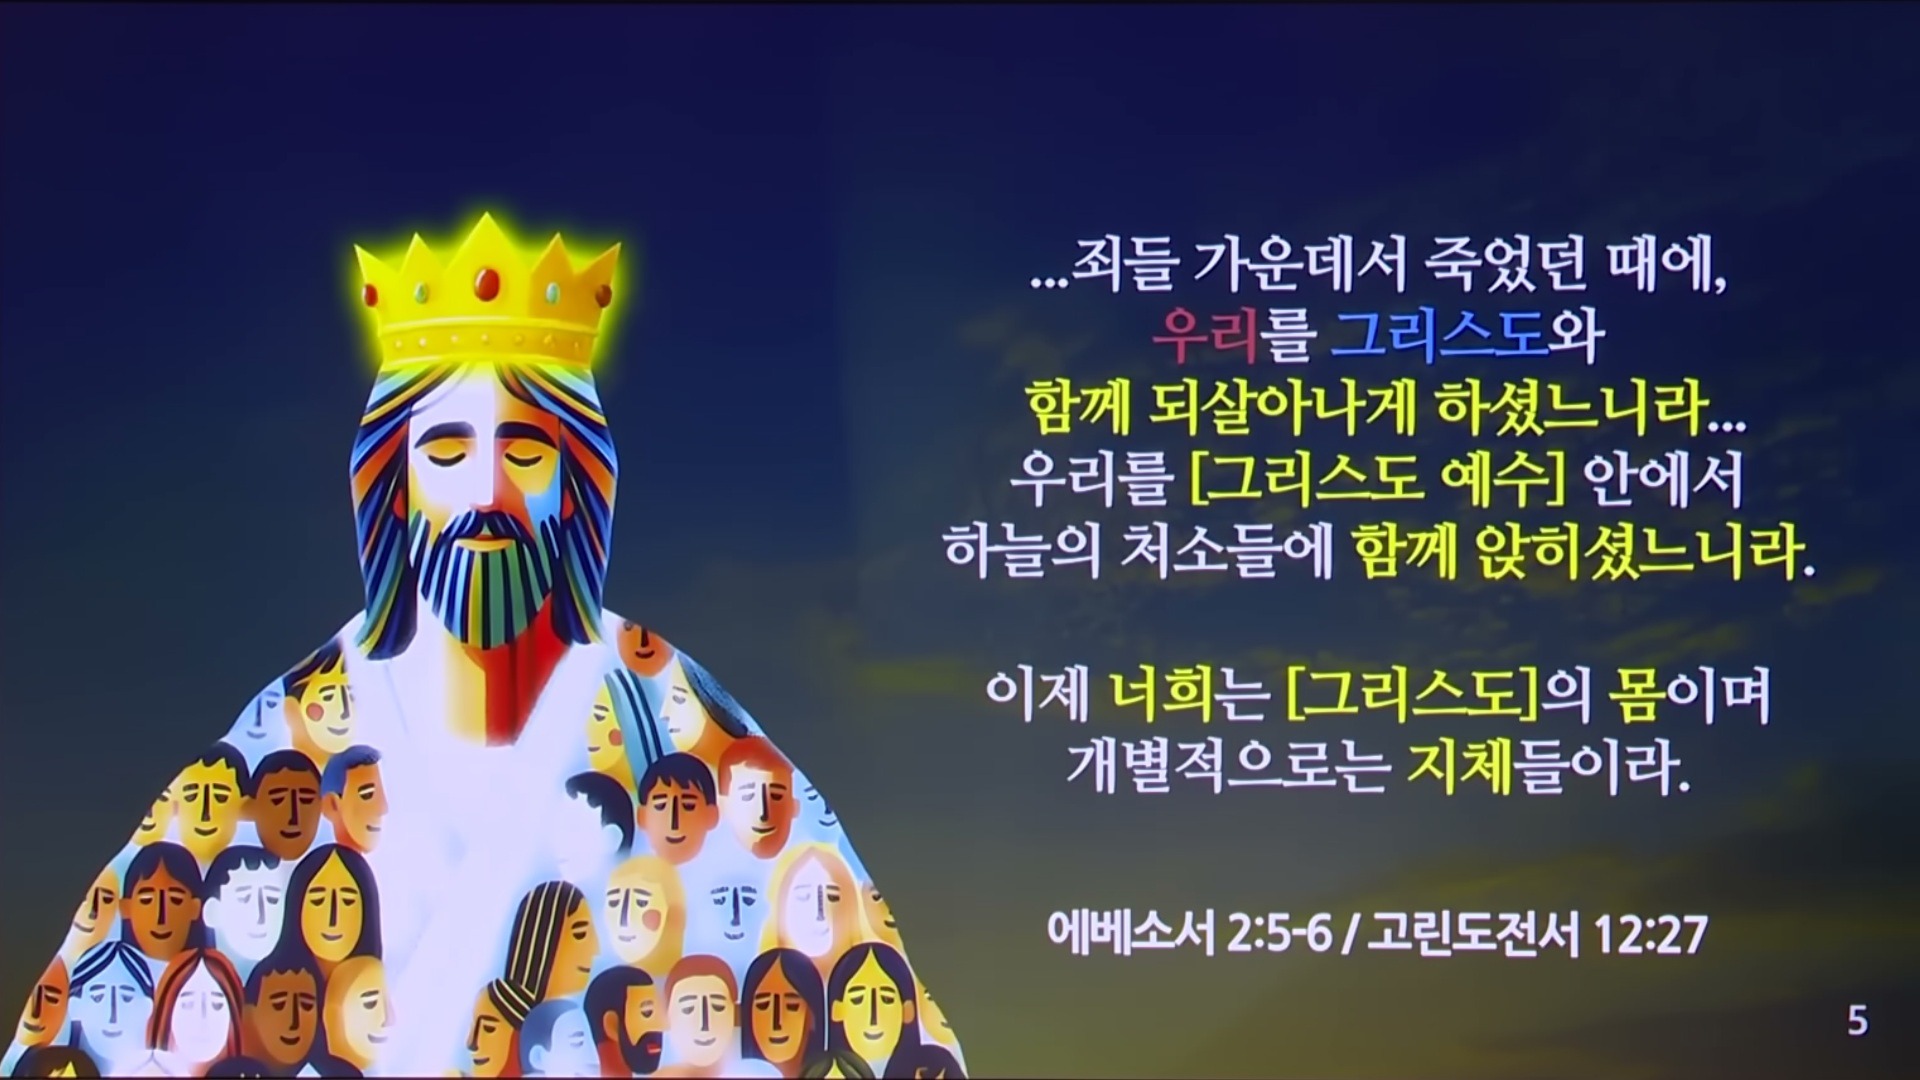 ...죄들 가운데서 죽었던 때에,
우리를 그리스도와
함께 되살아나게 하셨느니라...
우리를 [그리스도 예수] 안에서
하늘의 처소들에 함께 앉히셨느니라.
이제 너희는 [그리스도]의 몸이며
개별적으로는 지체들이라.
에베소서 2:5-6 / 고린도전서 12:27
5